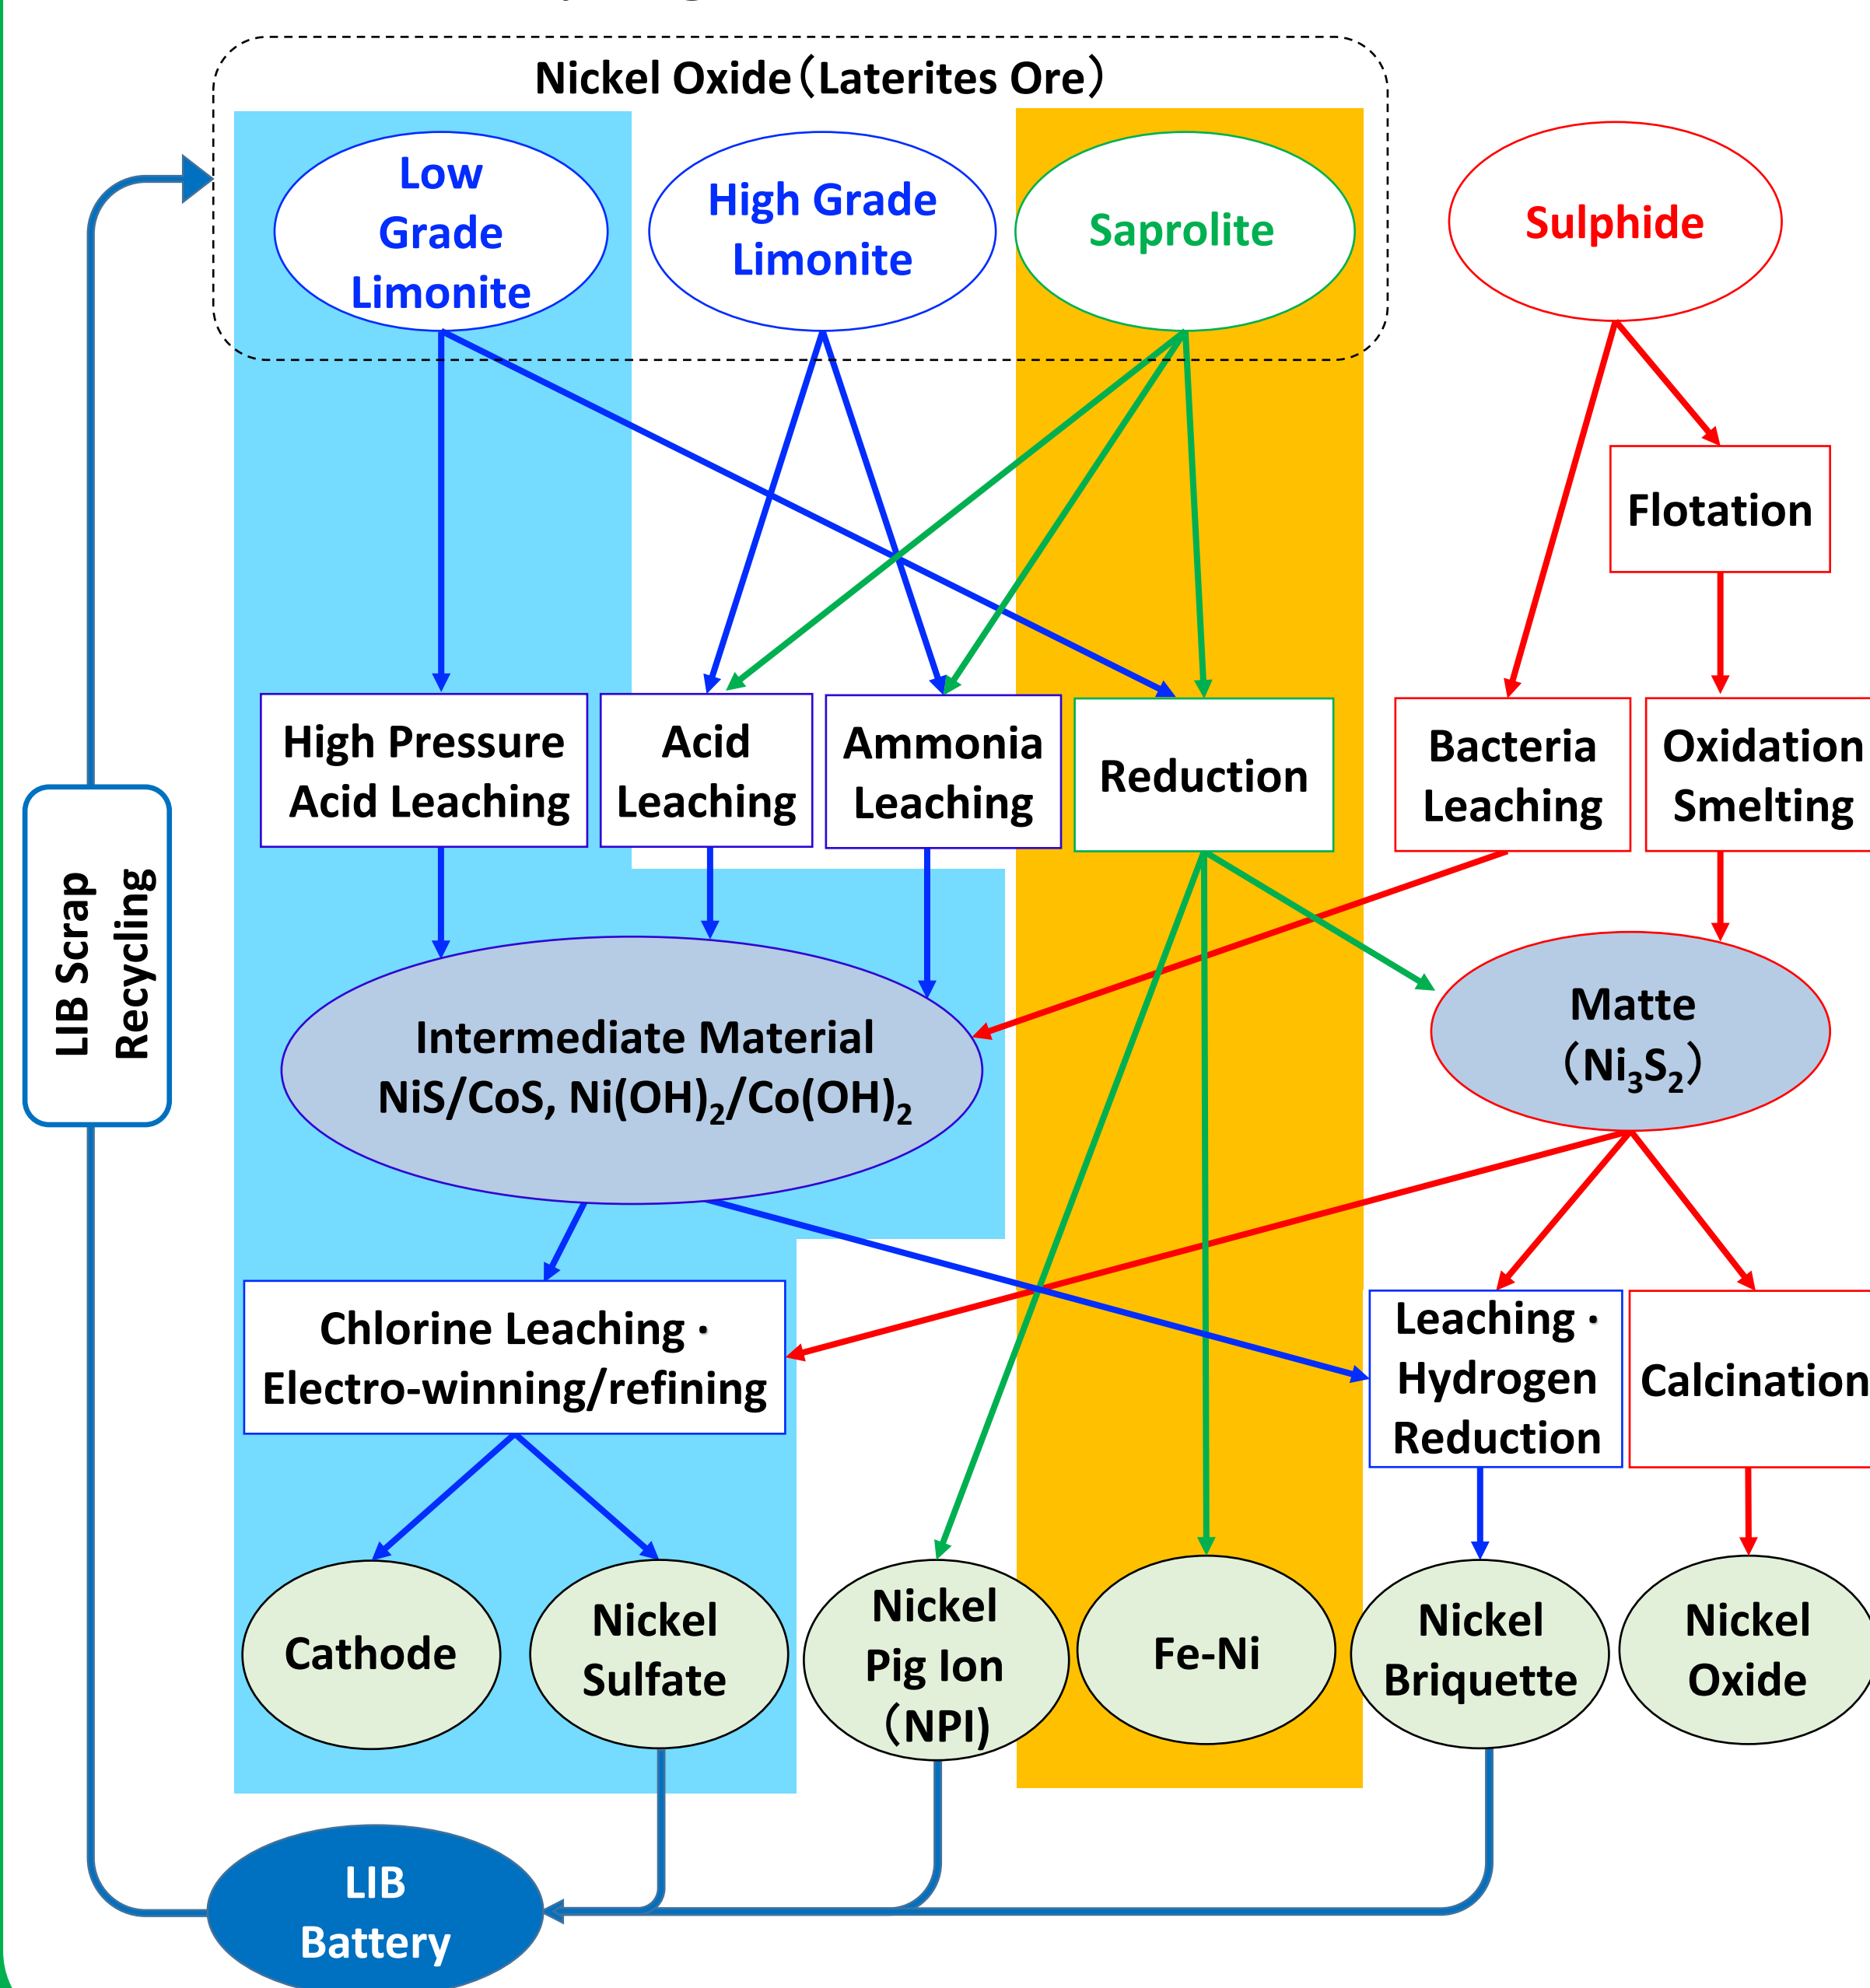 Nickel Oxide（Laterites Ore）
Low
Grade
Limonite
High Grade
Limonite
Saprolite
Sulphide
Flotation
High Pressure
Acid Leaching
Acid
Leaching
Ammonia
Leaching
Reduction
Bacteria
Leaching
Oxidation
Smelting
LIB Scrap
Recycling
Intermediate Material
NiS/CoS, Ni(OH)₂/Co(OH)₂
Matte
（Ni₃S₂）
Chlorine Leaching ·
Electro-winning/refining
Leaching ·
Hydrogen
Reduction
Calcination
Cathode
Nickel
Sulfate
Nickel
Pig Ion
（NPI)
Fe-Ni
Nickel
Briquette
Nickel
Oxide
LIB
Battery